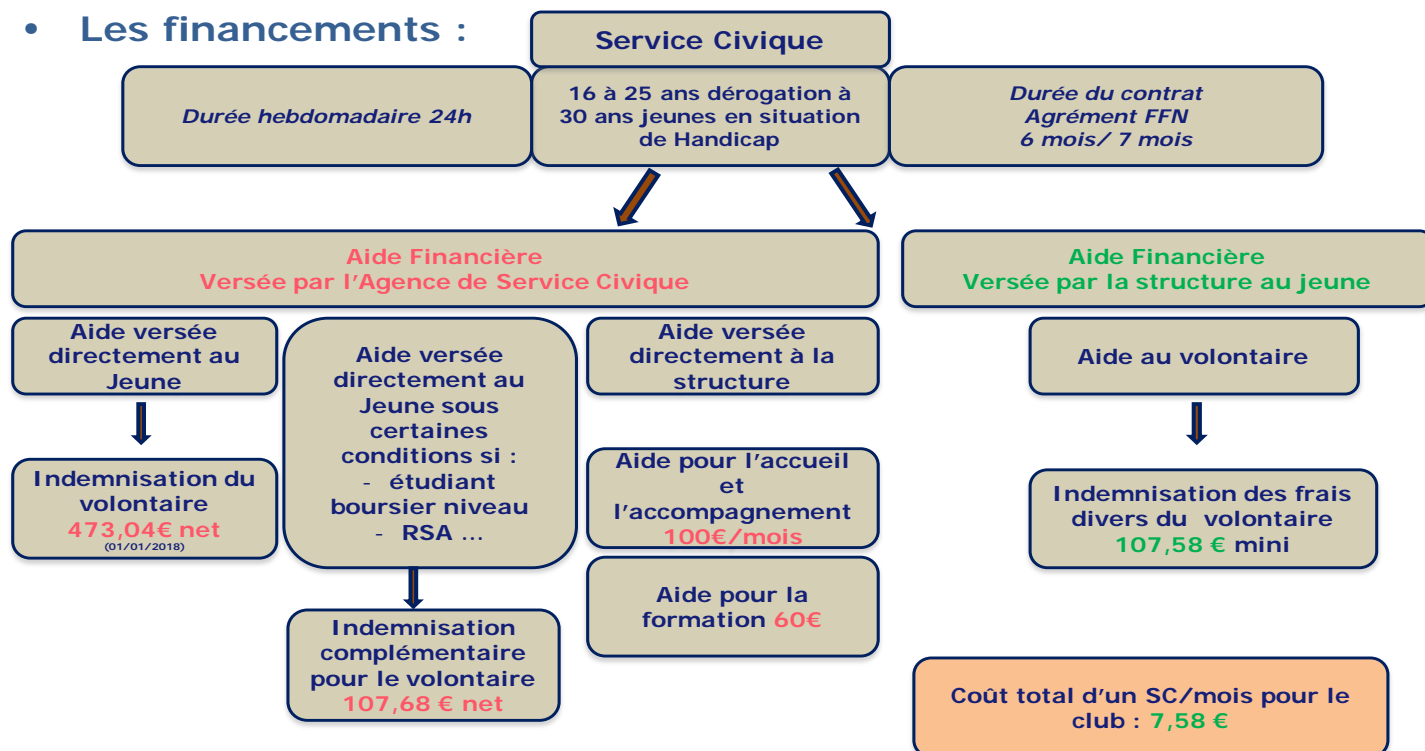 • Les financements :
Service Civique
Durée hebdomadaire 24h
16 à 25 ans dérogation à
30 ans jeunes en situation
de Handicap
Durée du contrat
Agrément FFN
6 mois/ 7 mois
Aide Financière
Versée par l'Agence de Service Civique
Aide Financière
Versée par la structure au jeune
Aide versée
directement au
Jeune
Aide versée
directement au
Jeune sous
certaines
conditions si :
- étudiant
boursier niveau
- RSA ...
Aide versée
directement à la
structure
Aide au volontaire
Indemnisation du
volontaire
473,04€ net
(01/01/2018)
Aide pour l'accueil
et
l'accompagnement
100€/mois
Indemnisation des frais
divers du volontaire
107,58 € mini
Aide pour la
formation 60€
Indemnisation
complémentaire
pour le volontaire
107,68 € net
Coût total d'un SC/mois pour le
club : 7,58 €